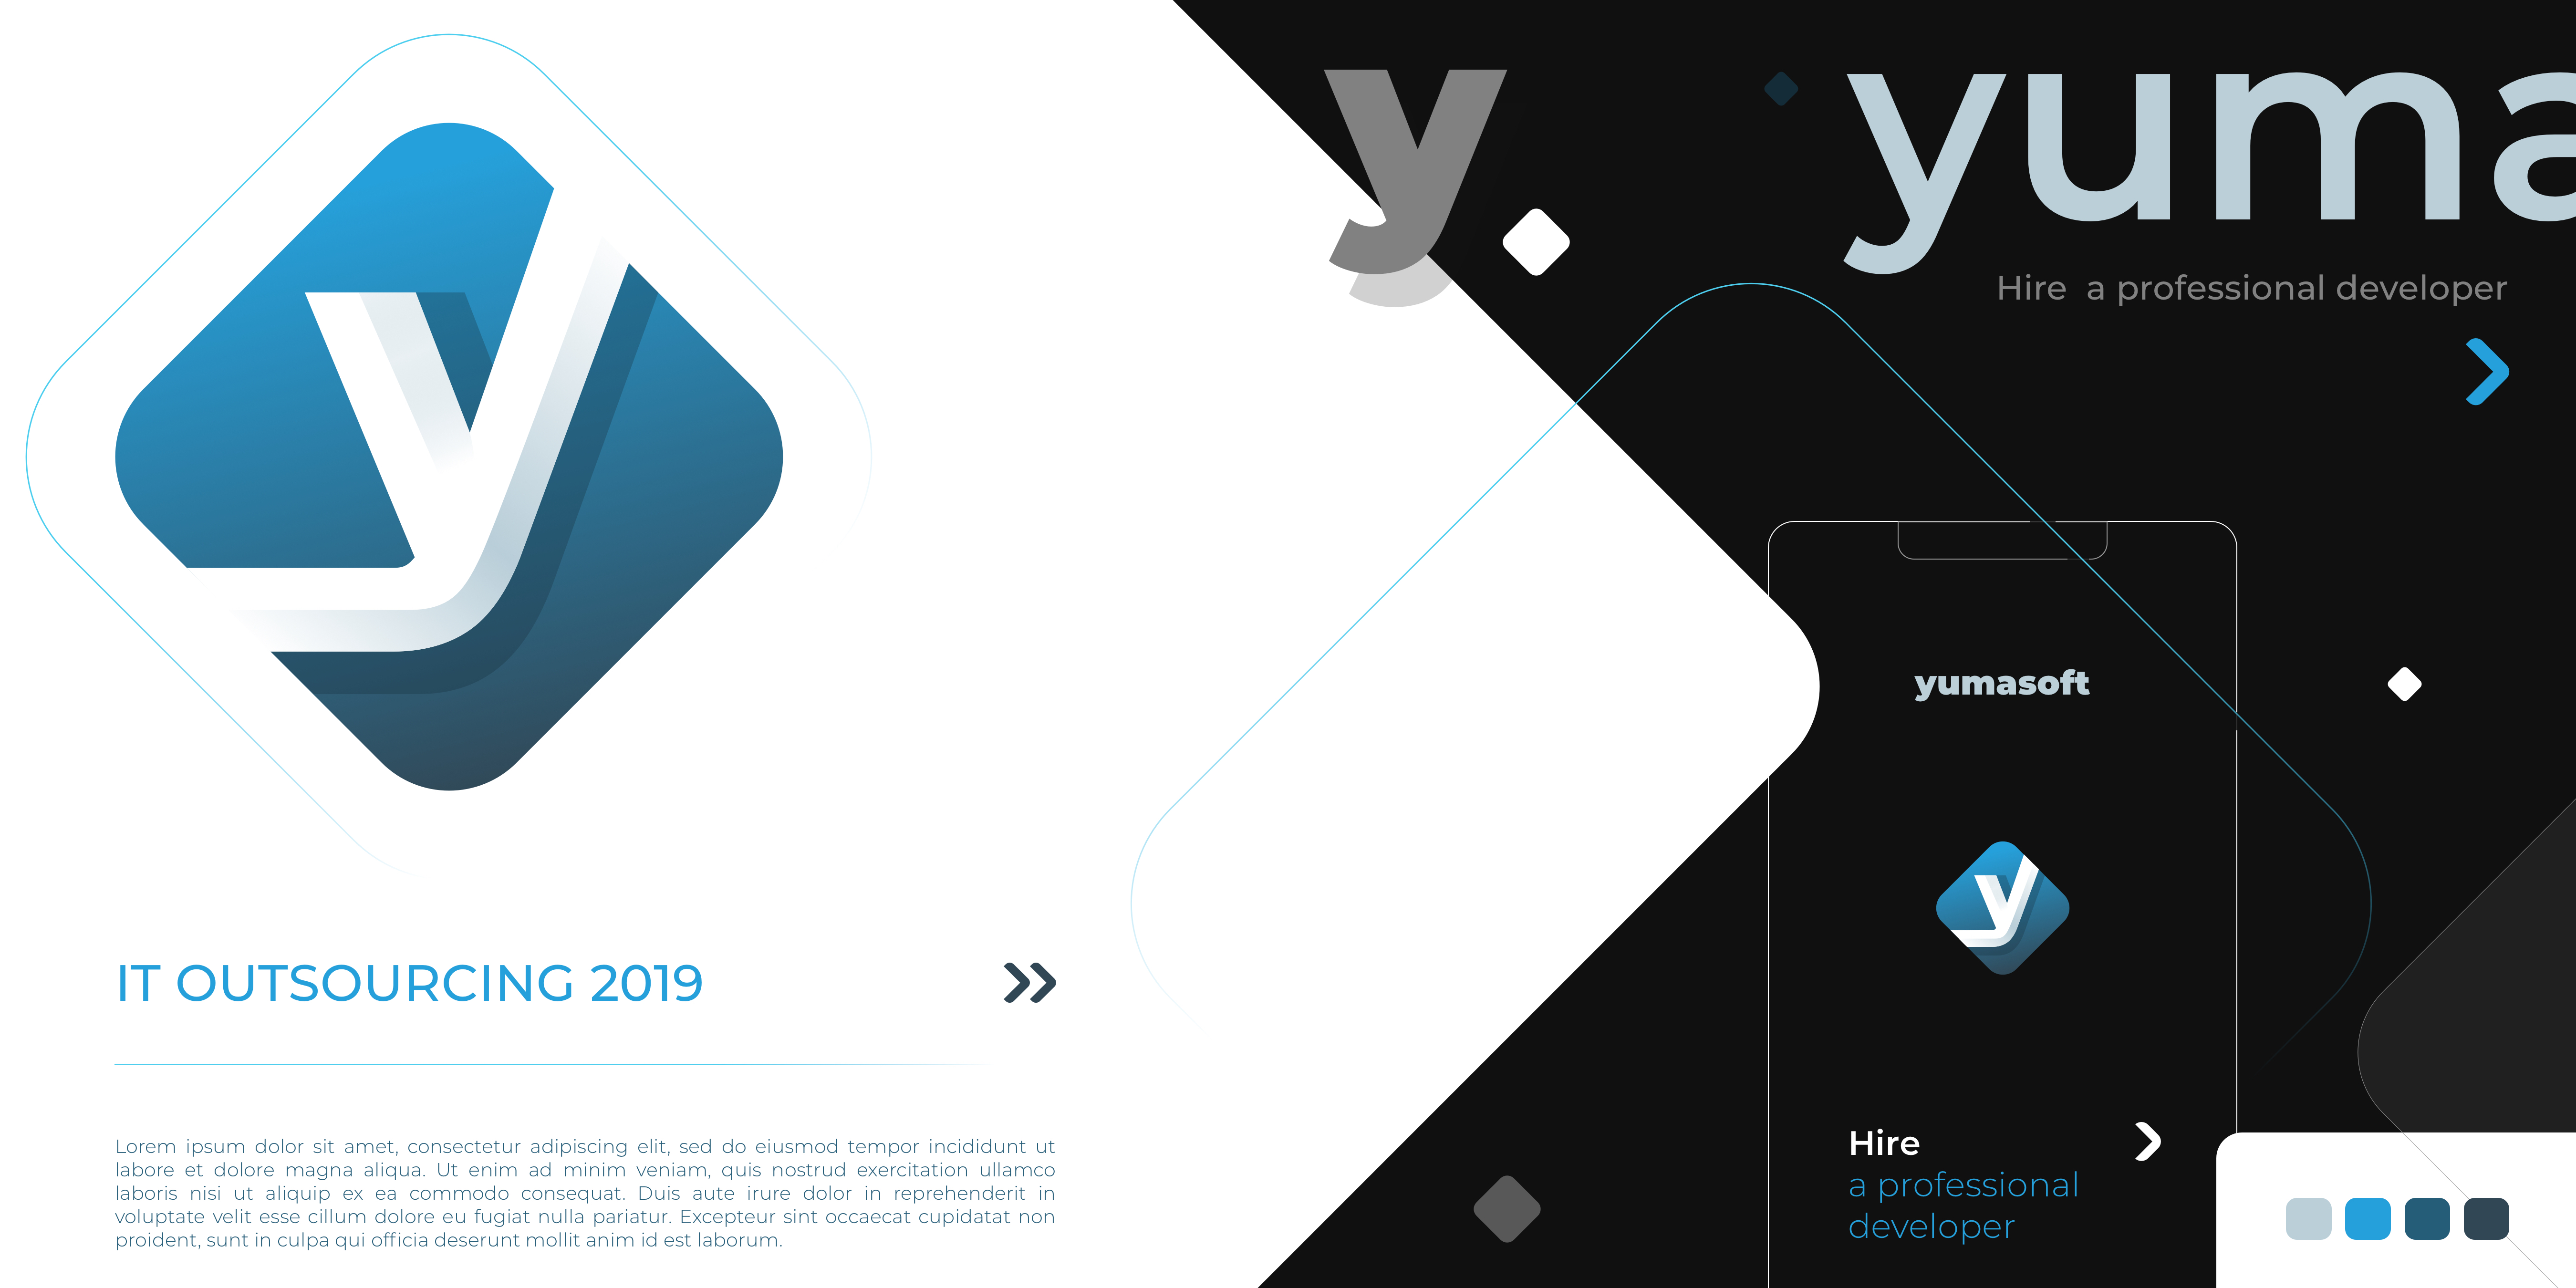 y
IT OUTSOURCING 2019
Lorem ipsum dolor sit amet, consectetur adipiscing elit, sed do eiusmod tempor incididunt ut
labore et dolore magna aliqua. Ut enim ad minim veniam, quis nostrud exercitation ullamco
laboris nisi ut aliquip ex ea commodo consequat. Duis aute irure dolor in reprehenderit in
voluptate velit esse cillum dolore eu fugiat nulla pariatur. Excepteur sint occaecat cupidatat non
proident, sunt in culpa qui officia deserunt mollit anim id est laborum.
y
yuma
Hire a professional developer
yumasoft
y
Hire
a professional
developer